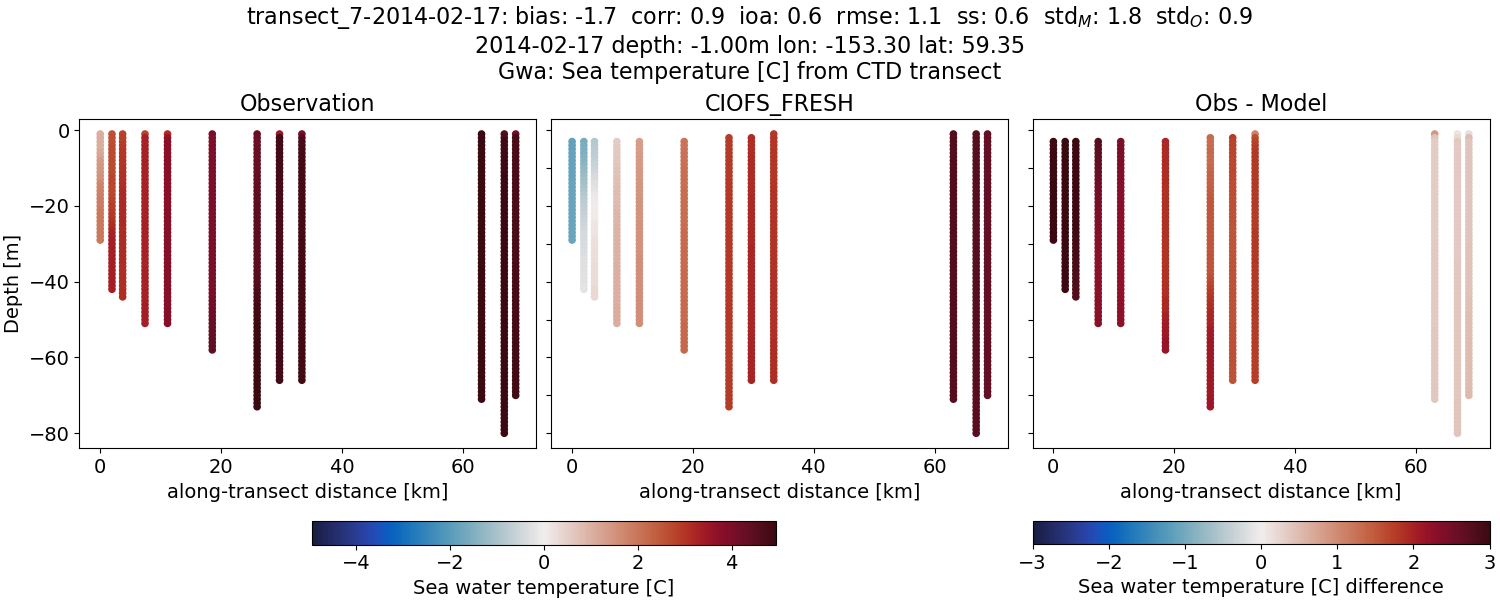 transect_7-2014-02-17: bias: -1.7  corr: 0.9  ioa: 0.6  rmse: 1.1  ss: 0.6  std_M: 1.8  std_O: 0.9
2014-02-17 depth: -1.00m lon: -153.30 lat: 59.35
Gwa: Sea temperature [C] from CTD transect
Observation
CIOFS_FRESH
Obs - Model
Depth [m]
0
−20
−40
−60
−80
0 20 40 60
0 20 40 60
0 20 40 60
along-transect distance [km]
along-transect distance [km]
along-transect distance [km]
−4 −2 0 2 4
Sea water temperature [C]
−3 −2 −1 0 1 2 3
Sea water temperature [C] difference